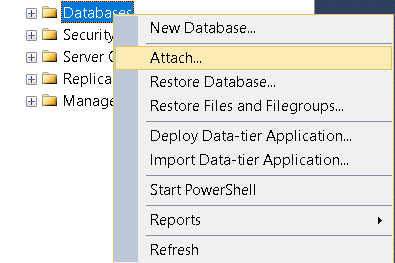 Databases
Security
Server O
Replica
Manage
New Database...
Attach...
Restore Database...
Restore Files and Filegroups...
Deploy Data-tier Application...
Import Data-tier Application...
Start PowerShell
Reports
Refresh